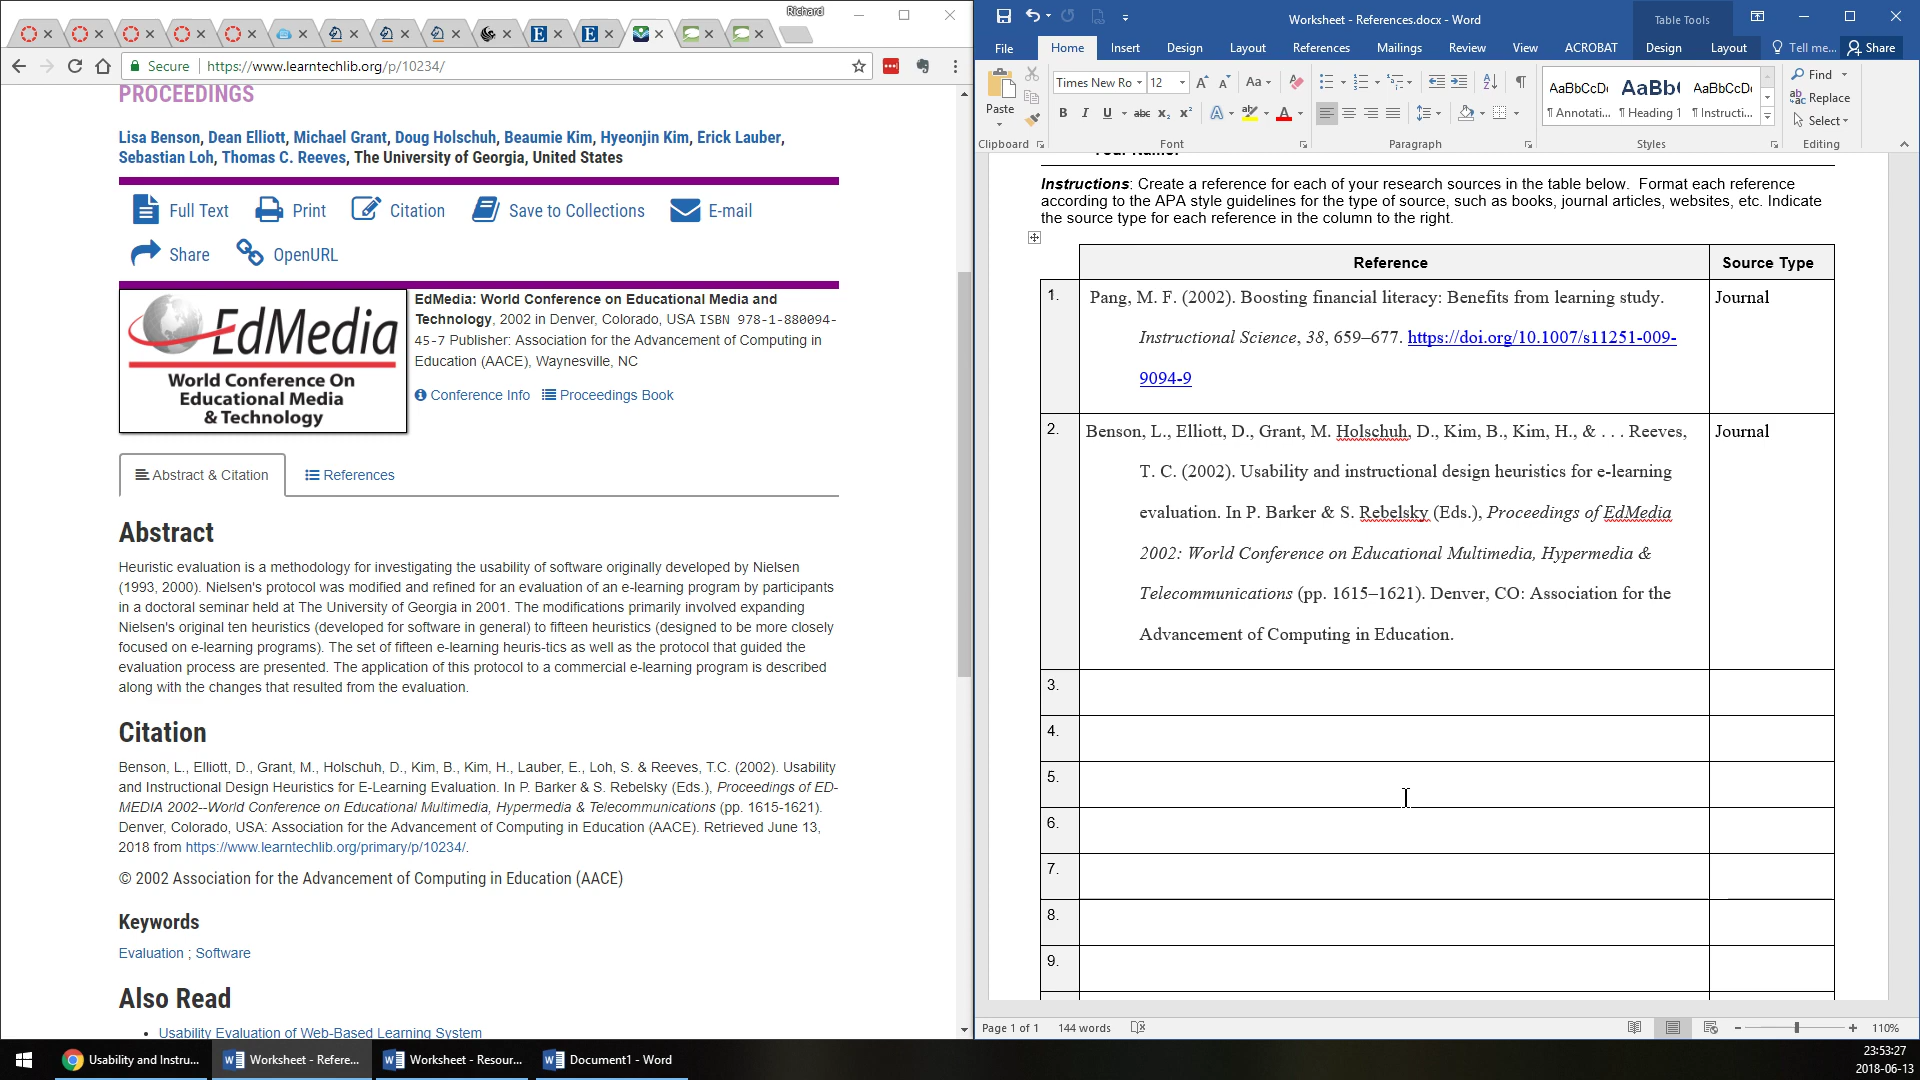 Richard
Secure | https://www.learntechlib.org/p/10234/
PROCEEDINGS
Lisa Benson, Dean Elliott, Michael Grant, Doug Holschuh, Beaumie Kim, Hyeonjin Kim, Erick Lauber,
Sebastian Loh, Thomas C. Reeves, The University of Georgia, United States
Full Text Print Citation Save to Collections E-mail
Share OpenURL
EdMedia
World Conference On
Educational Media
& Technology
EdMedia: World Conference on Educational Media and
Technology, 2002 in Denver, Colorado, USA ISBN 978-1-880094-
45-7 Publisher: Association for the Advancement of Computing in
Education (AACE), Waynesville, NC
Conference Info Proceedings Book
Abstract & Citation References
Abstract
Heuristic evaluation is a methodology for investigating the usability of software originally developed by Nielsen
(1993, 2000). Nielsen's protocol was modified and refined for an evaluation of an e-learning program by participants
in a doctoral seminar held at The University of Georgia in 2001. The modifications primarily involved expanding
Nielsen's original ten heuristics (developed for software in general) to fifteen heuristics (designed to be more closely
focused on e-learning programs). The set of fifteen e-learning heuris-tics as well as the protocol that guided the
evaluation process are presented. The application of this protocol to a commercial e-learning program is described
along with the changes that resulted from the evaluation.
Citation
Benson, L., Elliott, D., Grant, M., Holschuh, D., Kim, B., Kim, H., Lauber, E., Loh, S. & Reeves, T.C. (2002). Usability
and Instructional Design Heuristics for E-Learning Evaluation. In P. Barker & S. Rebelsky (Eds.), Proceedings of ED-
MEDIA 2002--World Conference on Educational Multimedia, Hypermedia & Telecommunications (pp. 1615-1621).
Denver, Colorado, USA: Association for the Advancement of Computing in Education (AACE). Retrieved June 13,
2018 from https://www.learntechlib.org/primary/p/10234/.
© 2002 Association for the Advancement of Computing in Education (AACE)
Keywords
Evaluation ; Software
Also Read
Usability Evaluation of Web-Based Learning System
Worksheet - References.docx - Word
Table Tools
File Home Insert Design Layout References Mailings Review View ACROBAT Design Layout Tell me... Share
Times New Ro 12
Paste
Clipboard Font Paragraph Styles Editing
AaBbCcDc AaBb( AaBbCcDc
¶ Annotati... ¶ Heading 1 ¶ Instructi...
Find
Replace
Select
Your Name:
Instructions: Create a reference for each of your research sources in the table below. Format each reference
according to the APA style guidelines for the type of source, such as books, journal articles, websites, etc. Indicate
the source type for each reference in the column to the right.
Reference Source Type
1. Pang, M. F. (2002). Boosting financial literacy: Benefits from learning study. Journal
Instructional Science, 38, 659–677. https://doi.org/10.1007/s11251-009-
9094-9
2. Benson, L., Elliott, D., Grant, M. Holschuh, D., Kim, B., Kim, H., & . . . Reeves, Journal
T. C. (2002). Usability and instructional design heuristics for e-learning
evaluation. In P. Barker & S. Rebelsky (Eds.), Proceedings of EdMedia
2002: World Conference on Educational Multimedia, Hypermedia &
Telecommunications (pp. 1615–1621). Denver, CO: Association for the
Advancement of Computing in Education.
3.
4.
5.
6.
7.
8.
9.
Page 1 of 1 144 words 110%
Usability and Instru... Worksheet - Refere... Worksheet - Resour... Document1 - Word
23:53:27
2018-06-13